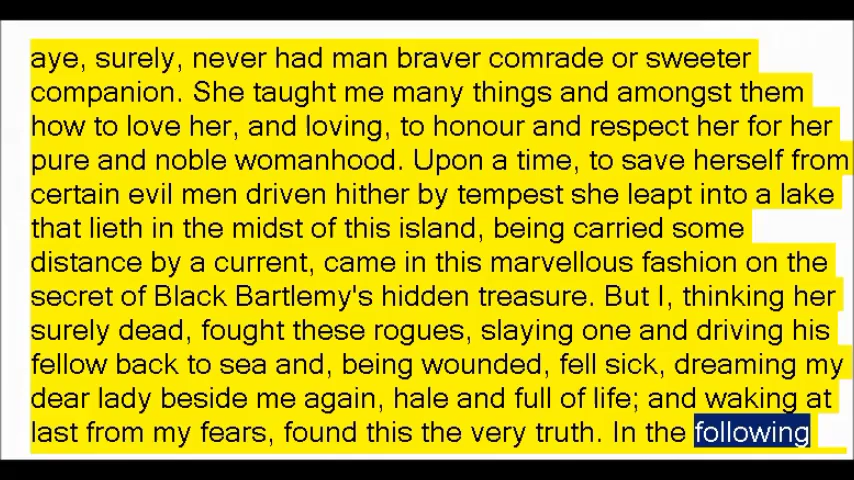 aye, surely, never had man braver comrade or sweeter
companion. She taught me many things and amongst them
how to love her, and loving, to honour and respect her for her
pure and noble womanhood. Upon a time, to save herself from
certain evil men driven hither by tempest she leapt into a lake
that lieth in the midst of this island, being carried some
distance by a current, came in this marvellous fashion on the
secret of Black Bartlemy's hidden treasure. But I, thinking her
surely dead, fought these rogues, slaying one and driving his
fellow back to sea and, being wounded, fell sick, dreaming my
dear lady beside me again, hale and full of life; and waking at
last from my fears, found this the very truth. In the following